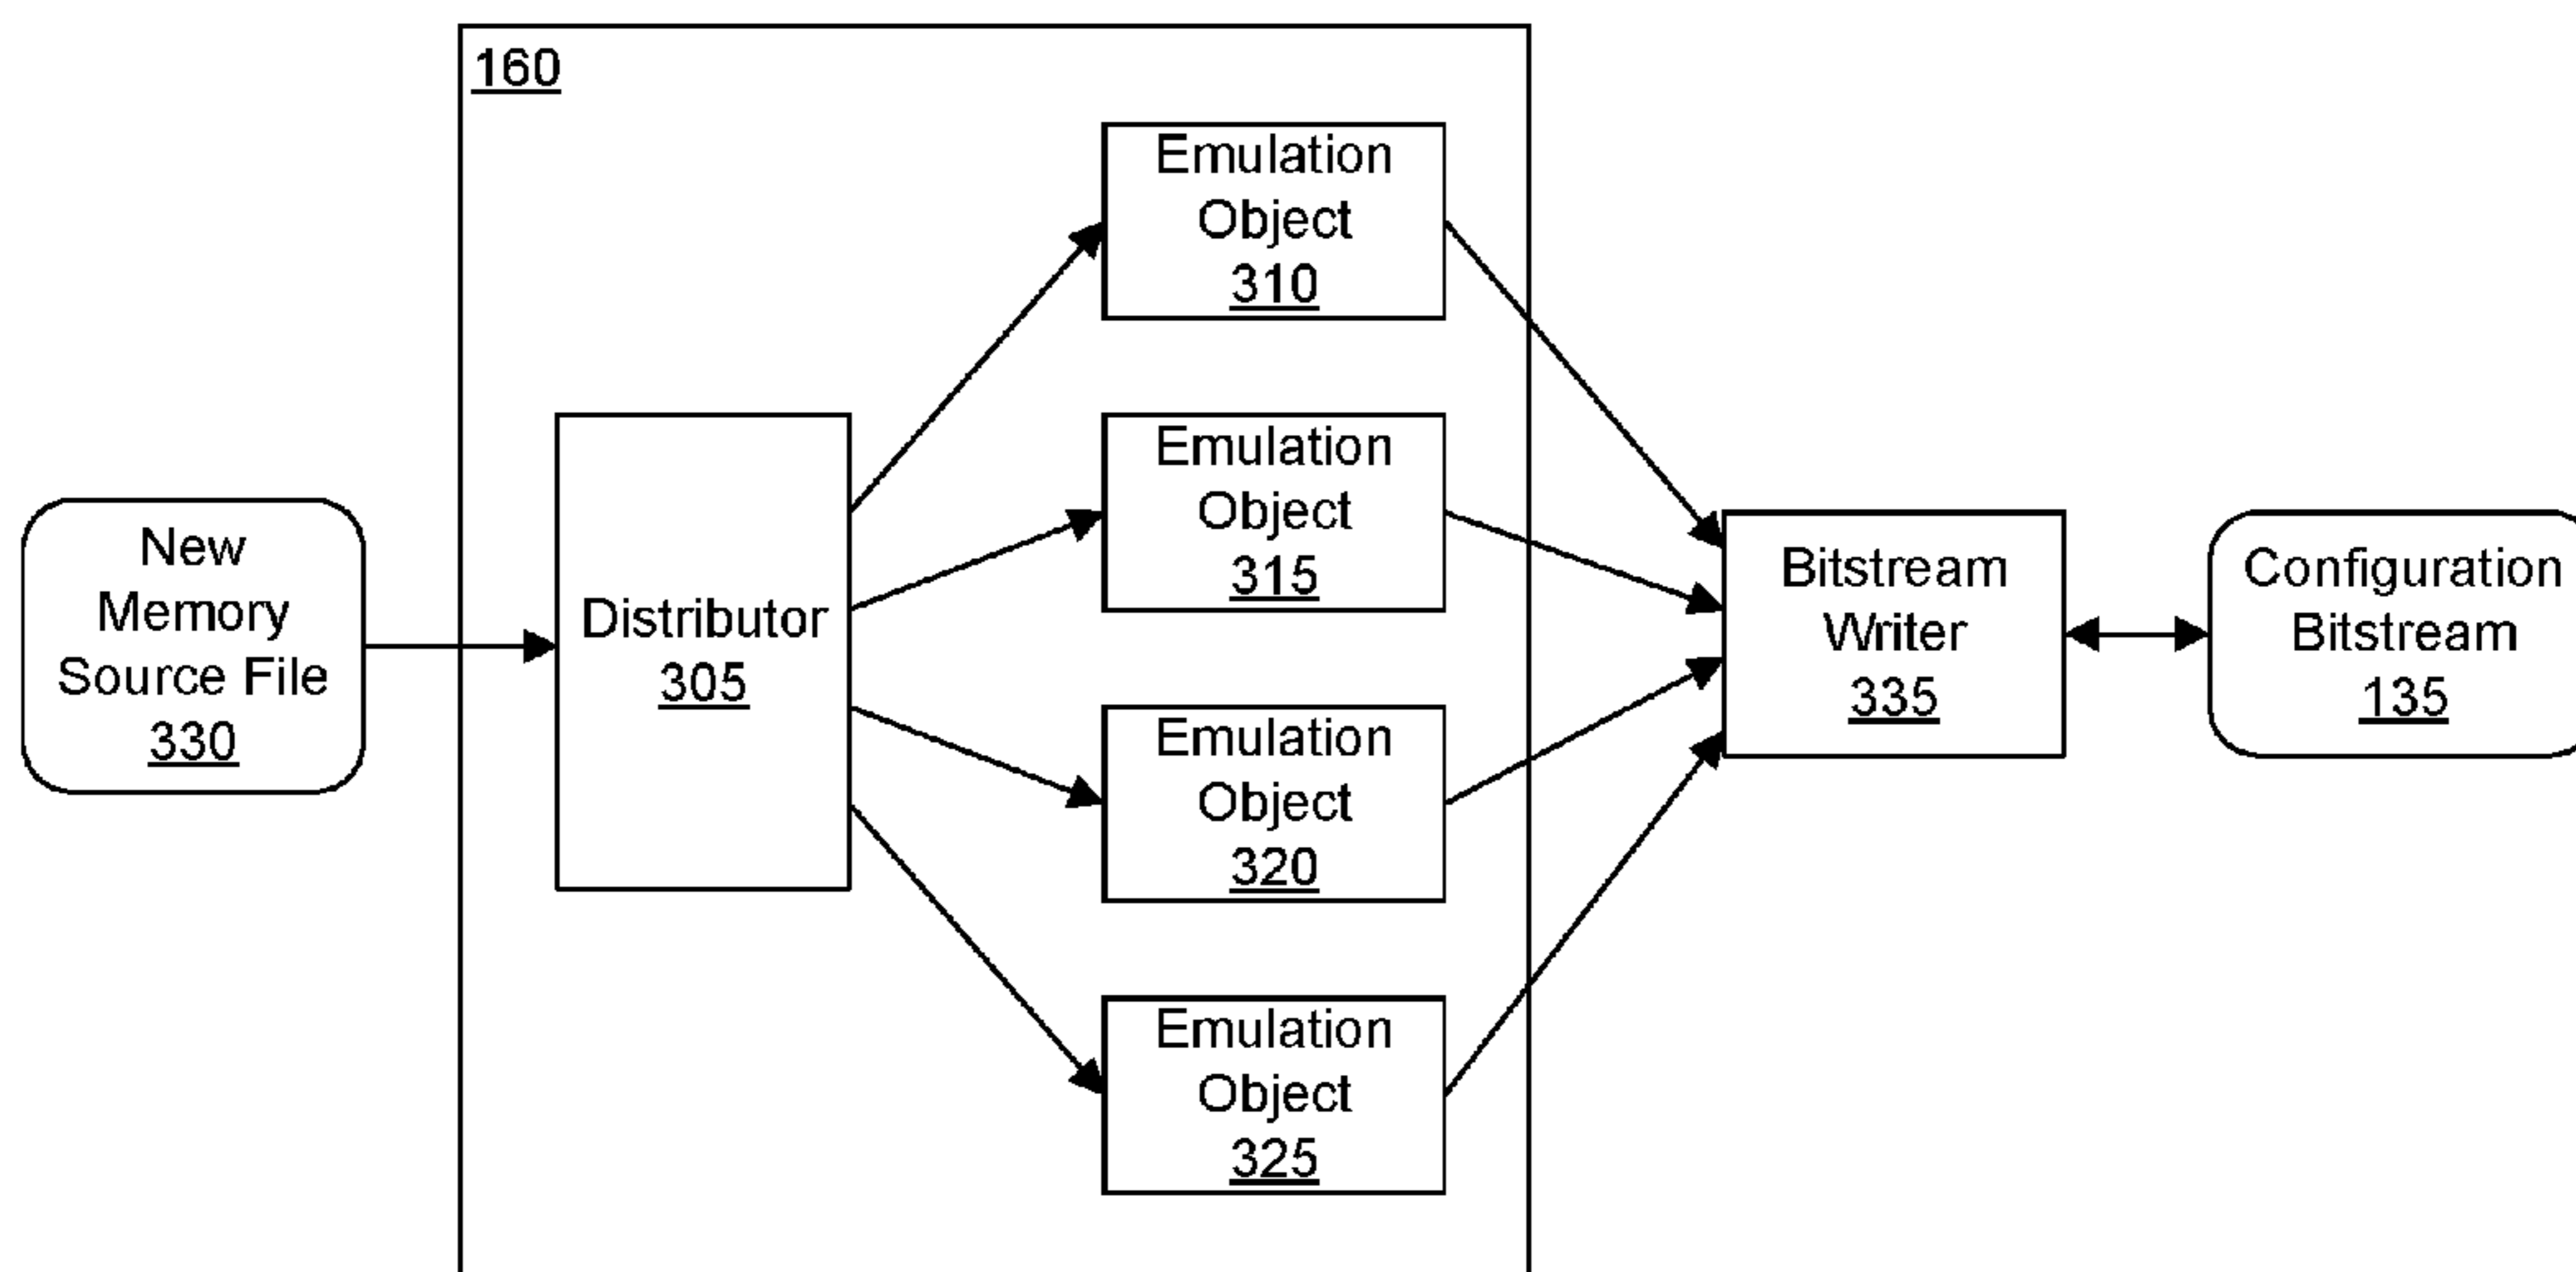 160
New
Memory
Source File
330
Distributor
305
Emulation
Object
310
Emulation
Object
315
Emulation
Object
320
Emulation
Object
325
Bitstream
Writer
335
Configuration
Bitstream
135